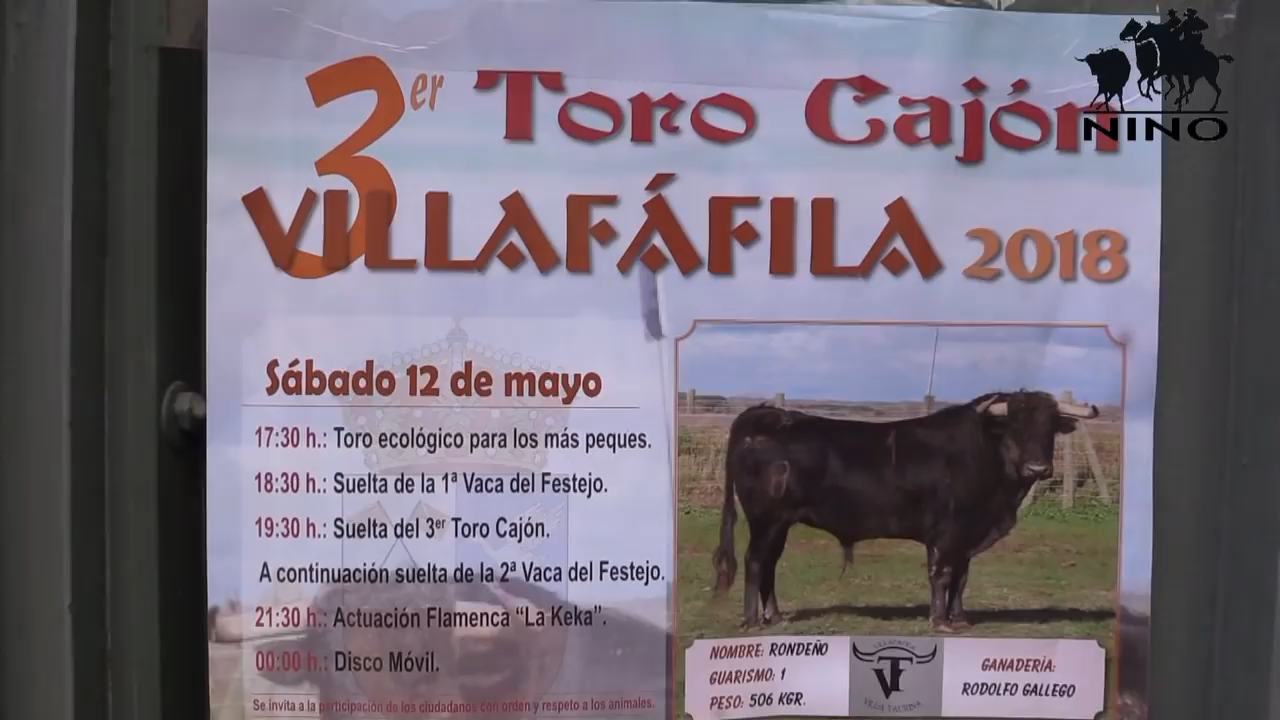 3er Toro Cajón
NINO
VILLAFÁFILA 2018
Sábado 12 de mayo
17:30 h.: Toro ecológico para los más peques.
18:30 h.: Suelta de la 1ª Vaca del Festejo.
19:30 h.: Suelta del 3er Toro Cajón.
A continuación suelta de la 2ª Vaca del Festejo.
21:30 h.: Actuación Flamenca “La Keka”.
00:00 h.: Disco Móvil.
Se invita a la participación de los ciudadanos con orden y respeto a los animales.
NOMBRE: RONDEÑO
GUARISMO: 1
PESO: 506 KGR.
VT
VILLA TAURINA
GANADERÍA:
RODOLFO GALLEGO